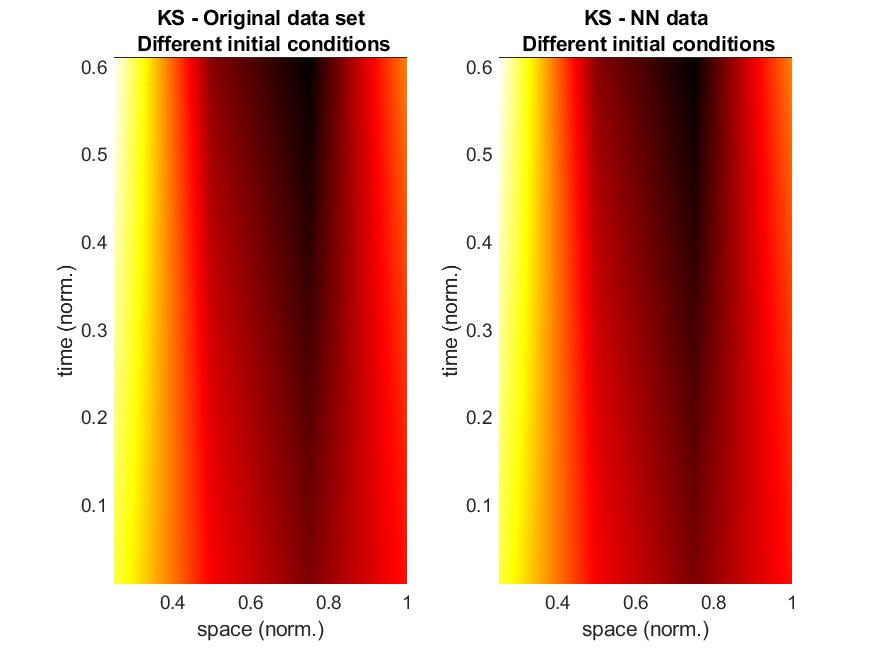 KS - Original data set
Different initial conditions
0.6
0.5
0.4
0.3
0.2
0.1
time (norm.)
0.4 0.6 0.8 1
space (norm.)
KS - NN data
Different initial conditions
0.6
0.5
0.4
0.3
0.2
0.1
time (norm.)
0.4 0.6 0.8 1
space (norm.)